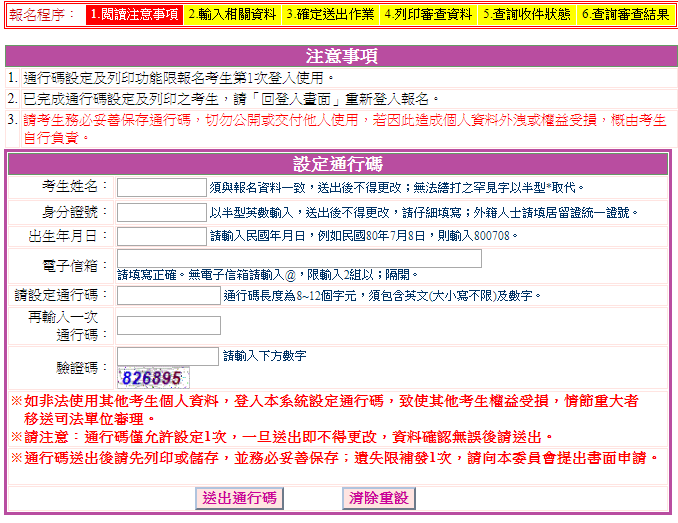 報名程序： 1.閱讀注意事項 2.輸入相關資料 3.確定送出作業 4.列印審查資料 5.查詢收件狀態 6.查詢審查結果
注意事項
1. 通行碼設定及列印功能限報名考生第1次登入使用。
2. 已完成通行碼設定及列印之考生，請「回登入畫面」重新登入報名。
3. 請考生務必妥善保存通行碼，切勿公開或交付他人使用，若因此造成個人資料外洩或權益受損，概由考生
自行負責。
設定通行碼
考生姓名： 須與報名資料一致，送出後不得更改；無法繕打之罕見字以半型*取代。
身分證號： 以半型英數輸入，送出後不得更改，請仔細填寫；外籍人士請填居留證統一證號。
出生年月日： 請輸入民國年月日，例如民國80年7月8日，則輸入800708。
電子信箱：
請填寫正確。無電子信箱請輸入@，限輸入2組以；隔開。
請設定通行碼： 通行碼長度為8~12個字元，須包含英文(大小寫不限)及數字。
再輸入一次
通行碼：
驗證碼： 請輸入下方數字
826895
※如非法使用其他考生個人資料，登入本系統設定通行碼，致使其他考生權益受損，情節重大者
移送司法單位審理。
※請注意：通行碼僅允許設定1次，一旦送出即不得更改，資料確認無誤後請送出。
※通行碼送出後請先列印或儲存，並務必妥善保存；遺失限補發1次，請向本委員會提出書面申請。
送出通行碼 清除重設